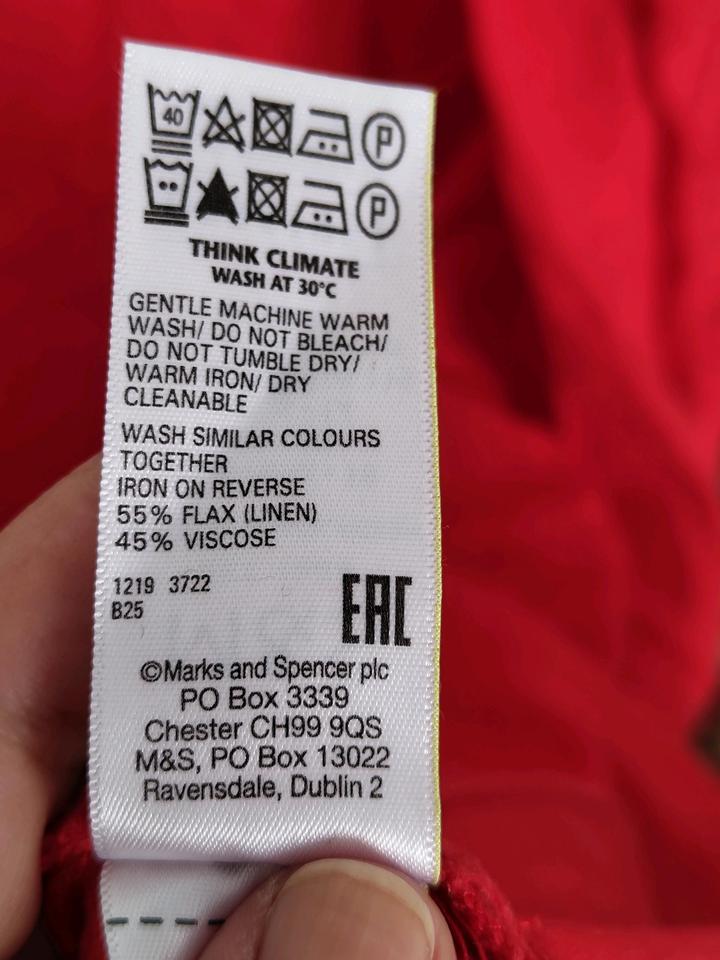 40 P
P
THINK CLIMATE
WASH AT 30°C
GENTLE MACHINE WARM
WASH/ DO NOT BLEACH/
DO NOT TUMBLE DRY/
WARM IRON/ DRY
CLEANABLE
WASH SIMILAR COLOURS
TOGETHER
IRON ON REVERSE
55% FLAX (LINEN)
45% VISCOSE
1219 3722
B25
EAC
©Marks and Spencer plc
PO Box 3339
Chester CH99 9QS
M&S, PO Box 13022
Ravensdale, Dublin 2